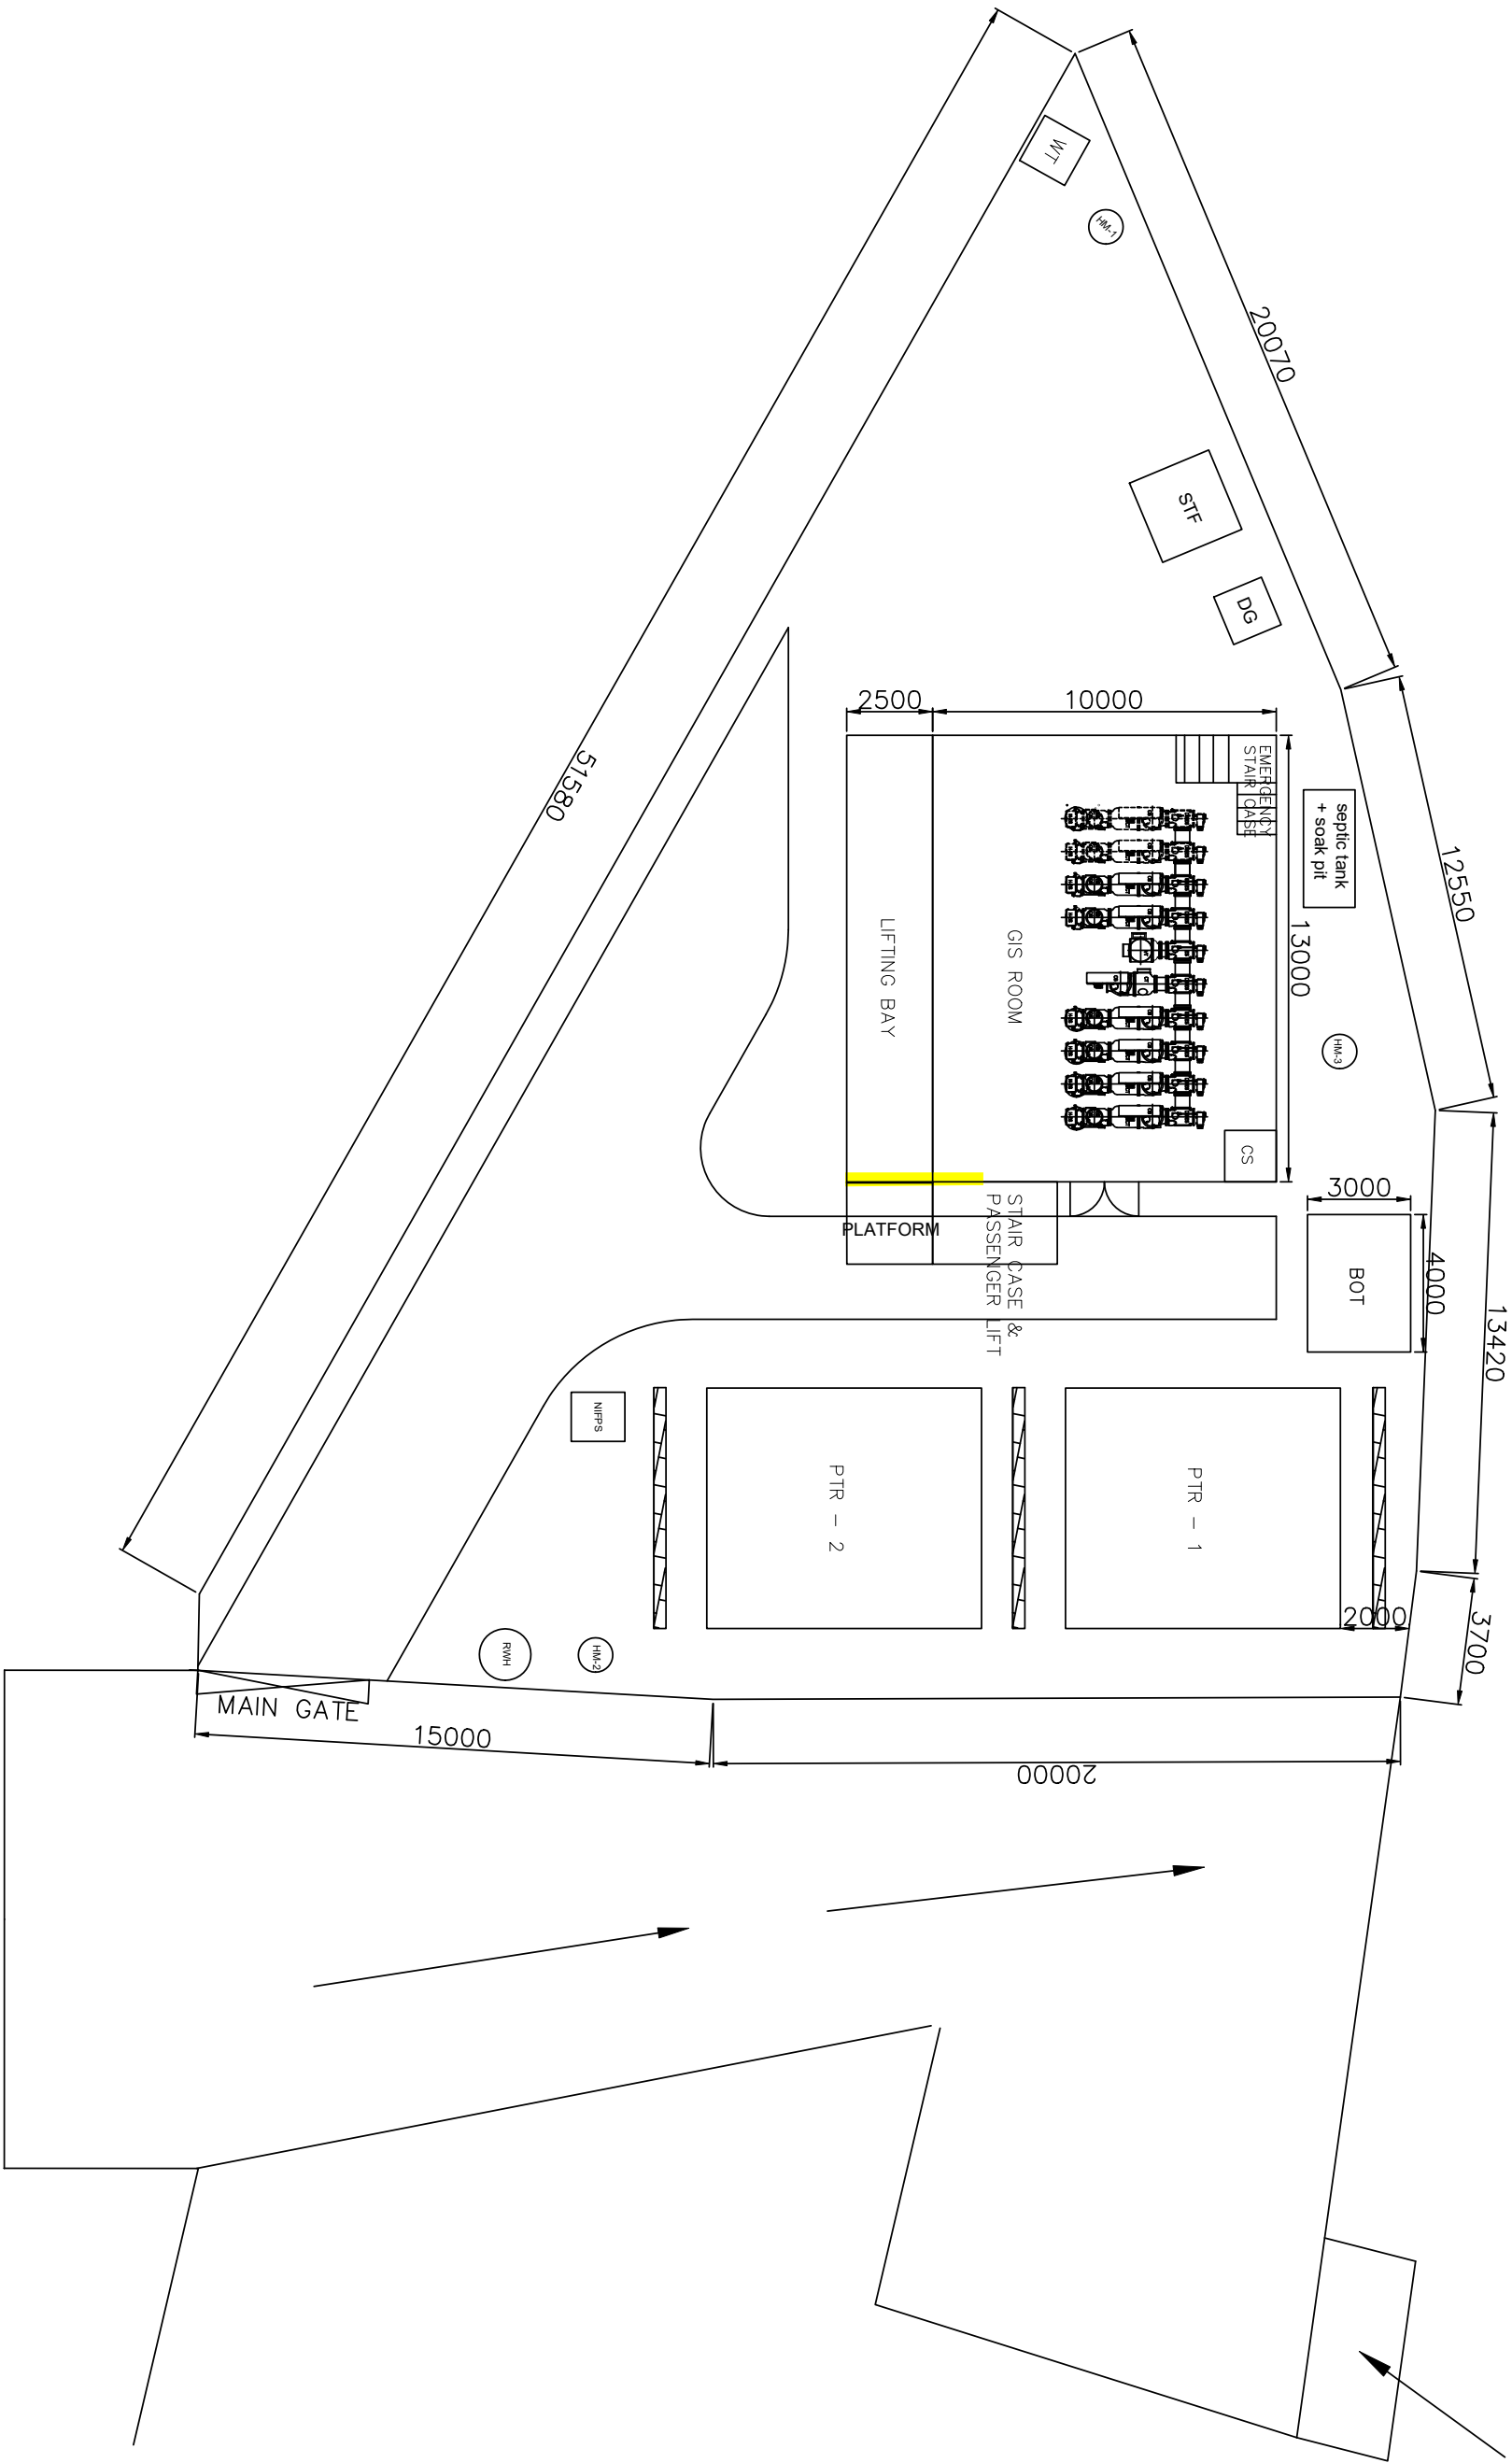 WT
HM-1
20070
STF
DG
2500
10000
EMERGENCY
STAIR CASE
septic tank
+ soak pit
12550
51580
13000
LIFTING BAY
GIS ROOM
HM-3
CS
3000
PLATFORM
STAIR CASE &
PASSENGER LIFT
BOT
4000
13420
NIFPS
PTR - 2
PTR - 1
2000
3700
RWH
HM-2
MAIN GATE
15000
20000